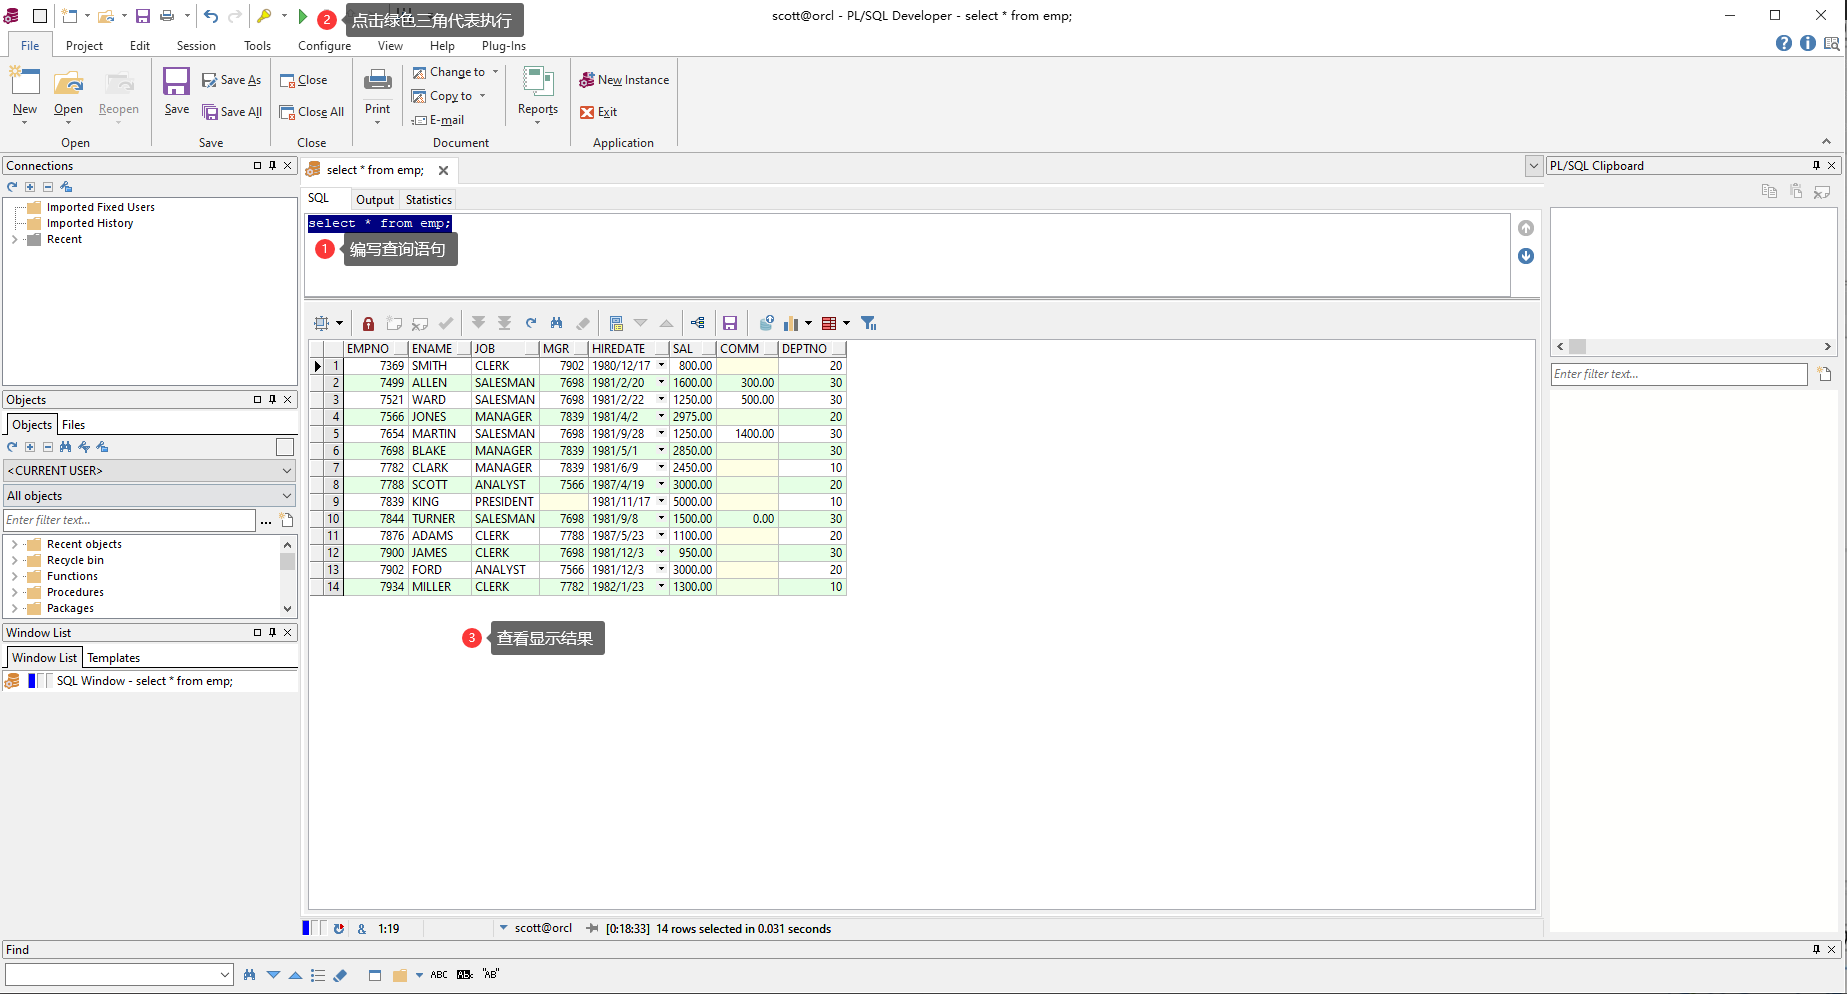 2 点击绿色三角代表执行
scott@orcl - PL/SQL Developer - select * from emp;
File Project Edit Session Tools Configure View Help Plug-Ins
New Open Reopen
Open
Save Save As Save All
Save
Close Close All
Close
Print Change to Copy to E-mail Reports
Document
New Instance
Exit
Application
Connections
Imported Fixed Users
Imported History
Recent
Objects
Objects Files
<CURRENT USER>
All objects
Enter filter text...
Recent objects
Recycle bin
Functions
Procedures
Packages
Window List
Window List Templates
SQL Window - select * from emp;
select * from emp;
SQL Output Statistics
select * from emp;
1 编写查询语句
EMPNO ENAME JOB MGR HIREDATE SAL COMM DEPTNO
1 7369 SMITH CLERK 7902 1980/12/17 800.00 20
2 7499 ALLEN SALESMAN 7698 1981/2/20 1600.00 300.00 30
3 7521 WARD SALESMAN 7698 1981/2/22 1250.00 500.00 30
4 7566 JONES MANAGER 7839 1981/4/2 2975.00 20
5 7654 MARTIN SALESMAN 7698 1981/9/28 1250.00 1400.00 30
6 7698 BLAKE MANAGER 7839 1981/5/1 2850.00 30
7 7782 CLARK MANAGER 7839 1981/6/9 2450.00 10
8 7788 SCOTT ANALYST 7566 1987/4/19 3000.00 20
9 7839 KING PRESIDENT 1981/11/17 5000.00 10
10 7844 TURNER SALESMAN 7698 1981/9/8 1500.00 0.00 30
11 7876 ADAMS CLERK 7788 1987/5/23 1100.00 20
12 7900 JAMES CLERK 7698 1981/12/3 950.00 30
13 7902 FORD ANALYST 7566 1981/12/3 3000.00 20
14 7934 MILLER CLERK 7782 1982/1/23 1300.00 10
3 查看显示结果
& 1:19 scott@orcl [0:18:33] 14 rows selected in 0.031 seconds
PL/SQL Clipboard
Enter filter text...
Find
ABC AB "AB"